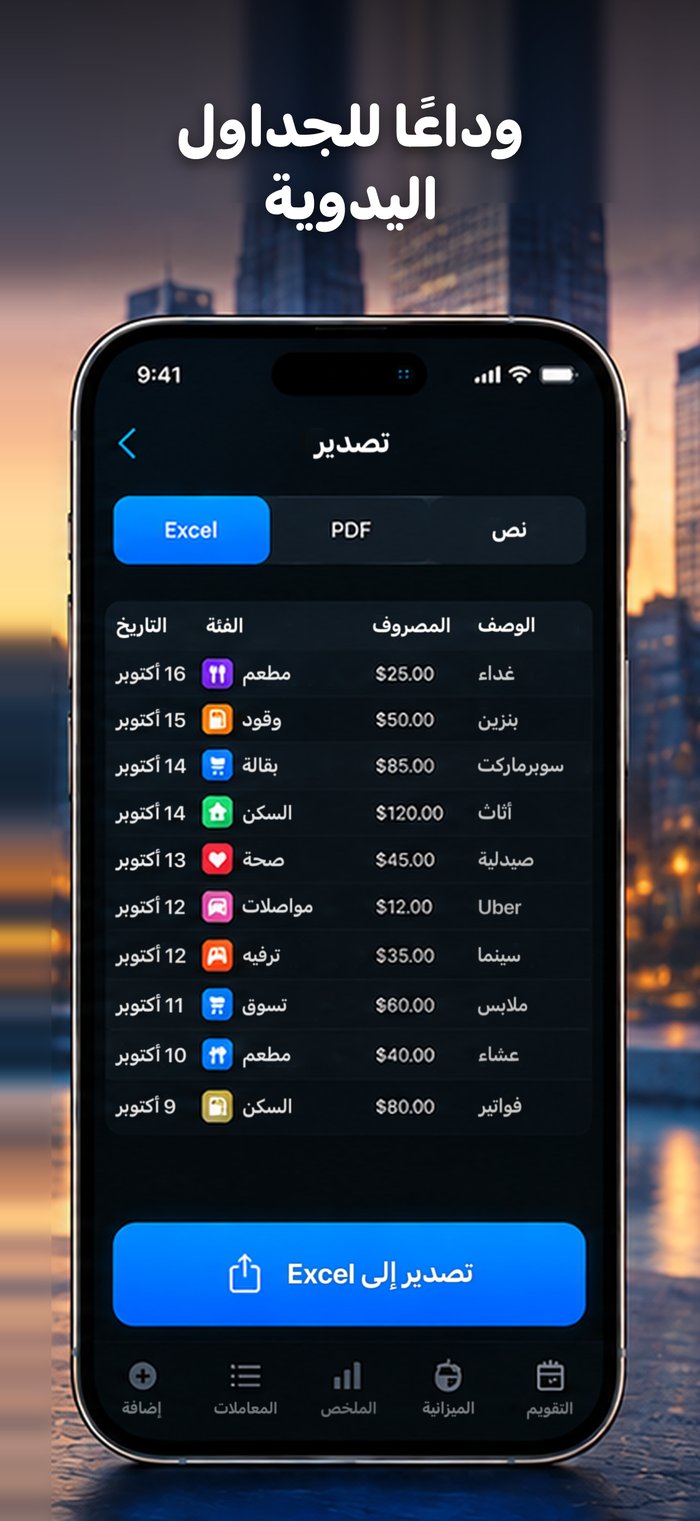 وداعًا للجداول
اليدوية
9:41
تصدير
Excel PDF نص
التاريخ الفئة المصروف الوصف
16 أكتوبر مطعم $25.00 غداء
15 أكتوبر وقود $50.00 بنزين
14 أكتوبر بقالة $85.00 سوبرماركت
14 أكتوبر السكن $120.00 أثاث
13 أكتوبر صحة $45.00 صيدلية
12 أكتوبر مواصلات $12.00 Uber
12 أكتوبر ترفيه $35.00 سينما
11 أكتوبر تسوق $60.00 ملابس
10 أكتوبر مطعم $40.00 عشاء
9 أكتوبر السكن $80.00 فواتير
تصدير إلى Excel
إضافة المعاملات الملخص الميزانية التقويم